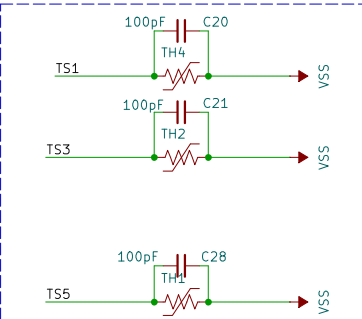 100pF C20
TH4
TS1
VSS
100pF C21
TH2
TS3
VSS
100pF C28
TH1
TS5
VSS